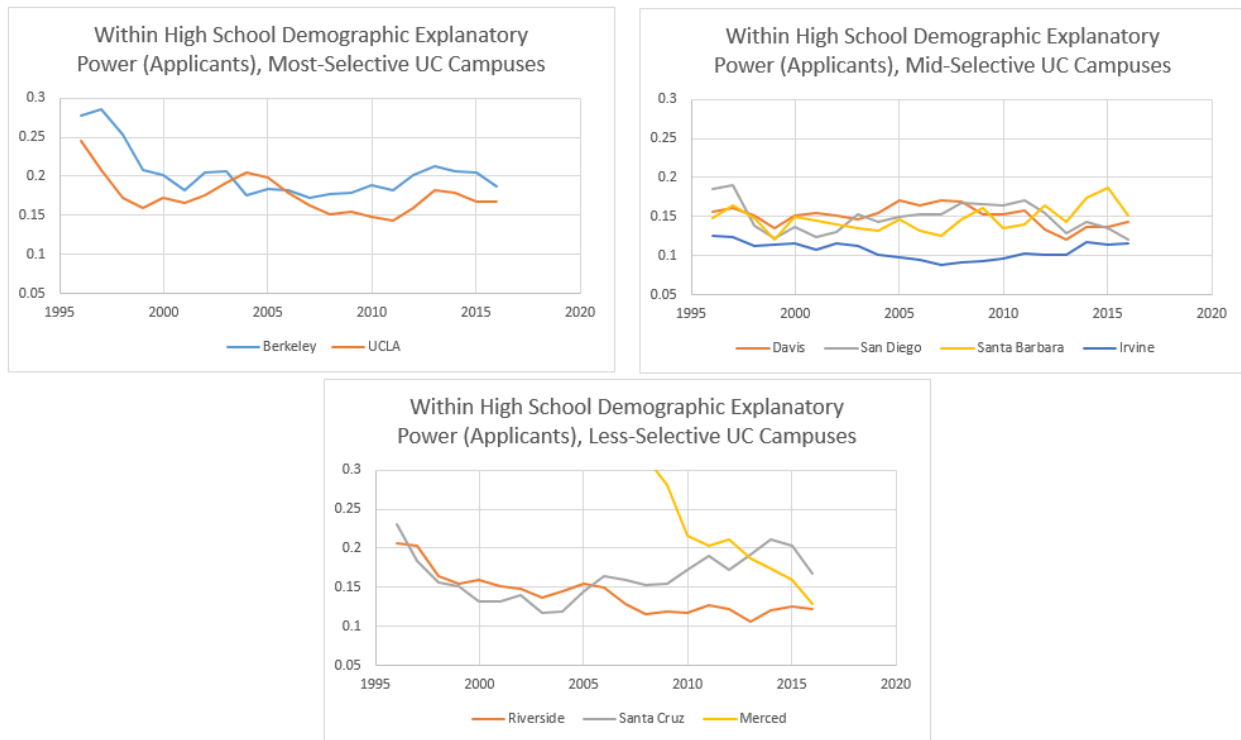 Within High School Demographic Explanatory
Power (Applicants), Most-Selective UC Campuses
0.3
0.25
0.2
0.15
0.1
0.05
1995 2000 2005 2010 2015 2020
Berkeley UCLA
Within High School Demographic Explanatory
Power (Applicants), Mid-Selective UC Campuses
0.3
0.25
0.2
0.15
0.1
0.05
1995 2000 2005 2010 2015 2020
Davis San Diego Santa Barbara Irvine
Within High School Demographic Explanatory
Power (Applicants), Less-Selective UC Campuses
0.3
0.25
0.2
0.15
0.1
0.05
1995 2000 2005 2010 2015 2020
Riverside Santa Cruz Merced